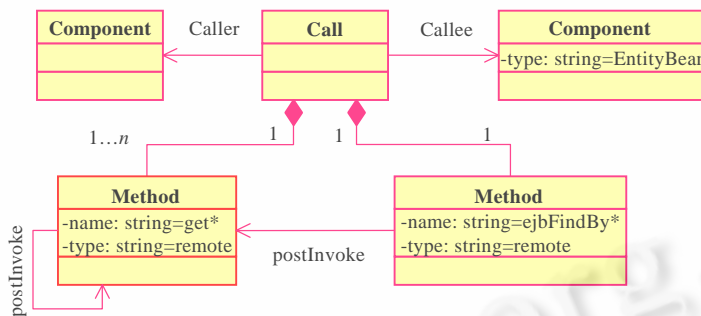 Component
Caller
Call
Callee
Component
-type: string=EntityBean
1…n
1
1
1
Method
-name: string=get*
-type: string=remote
postInvoke
postInvoke
Method
-name: string=ejbFindBy*
-type: string=remote
org